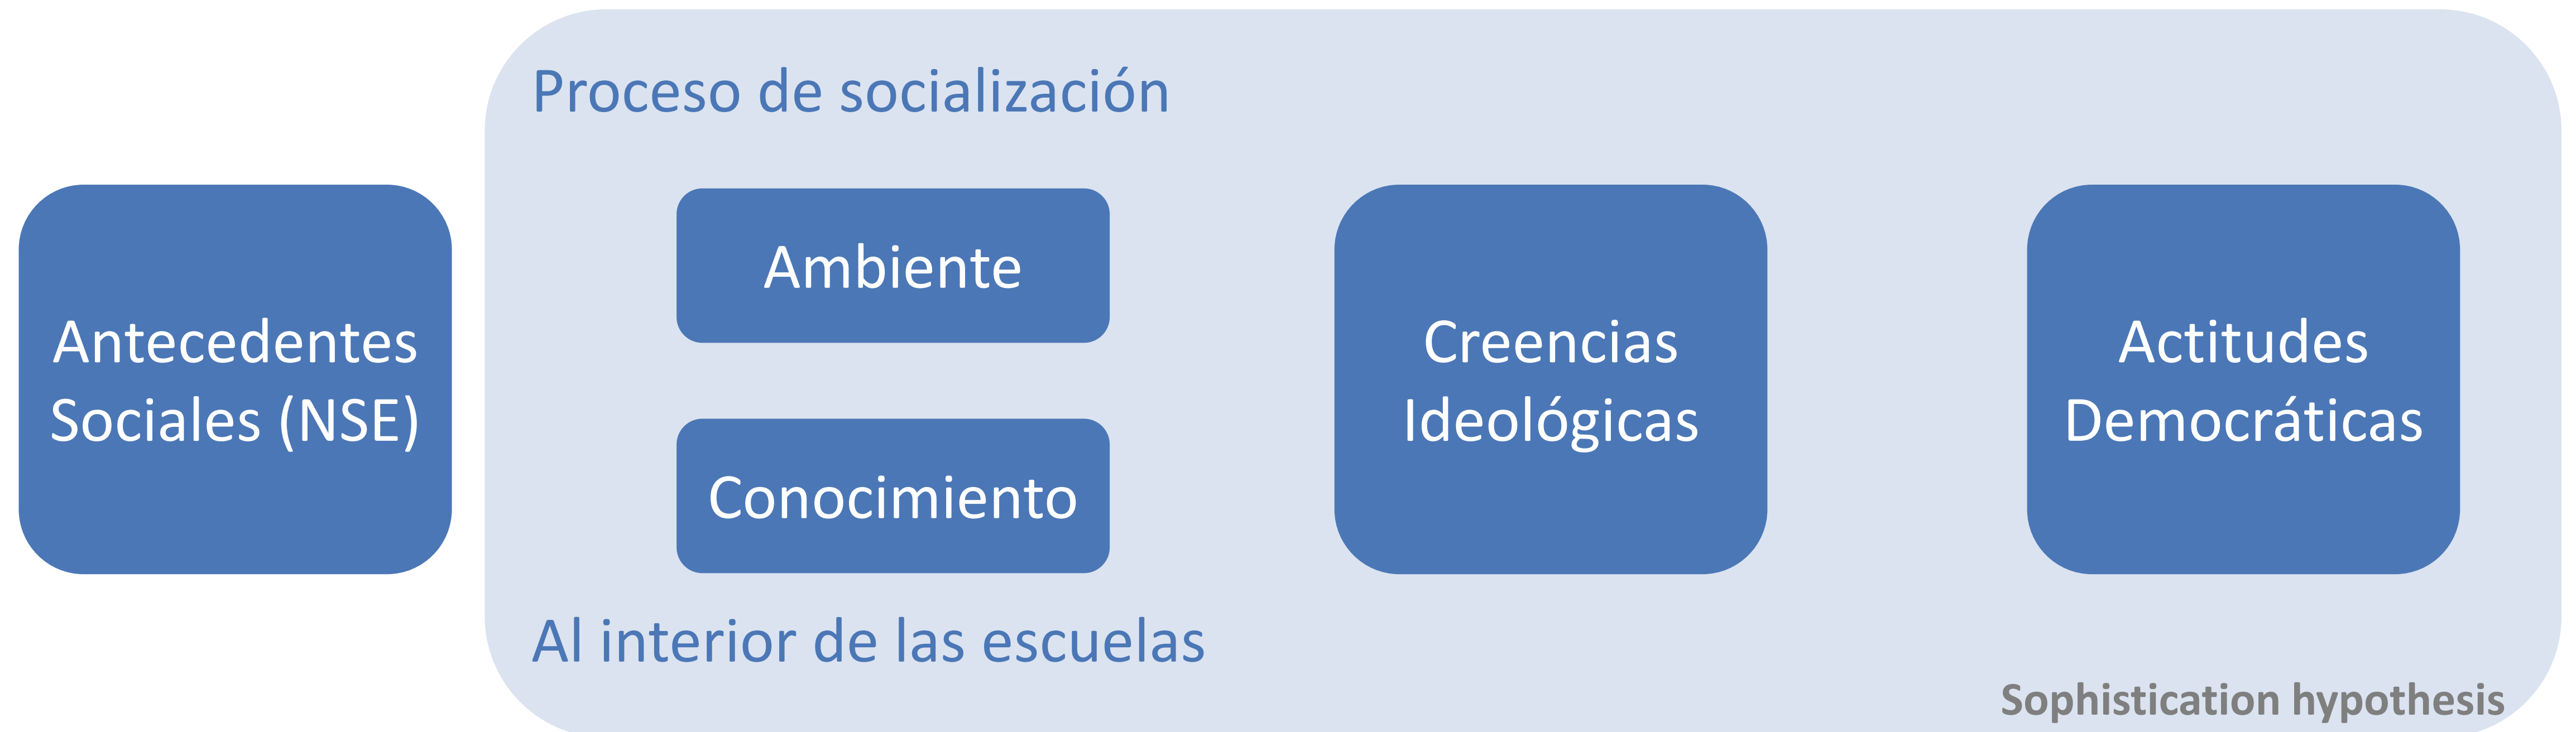 Proceso de socialización
Antecedentes
Sociales (NSE)
Ambiente
Conocimiento
Creencias
Ideológicas
Actitudes
Democráticas
Al interior de las escuelas
Sophistication hypothesis